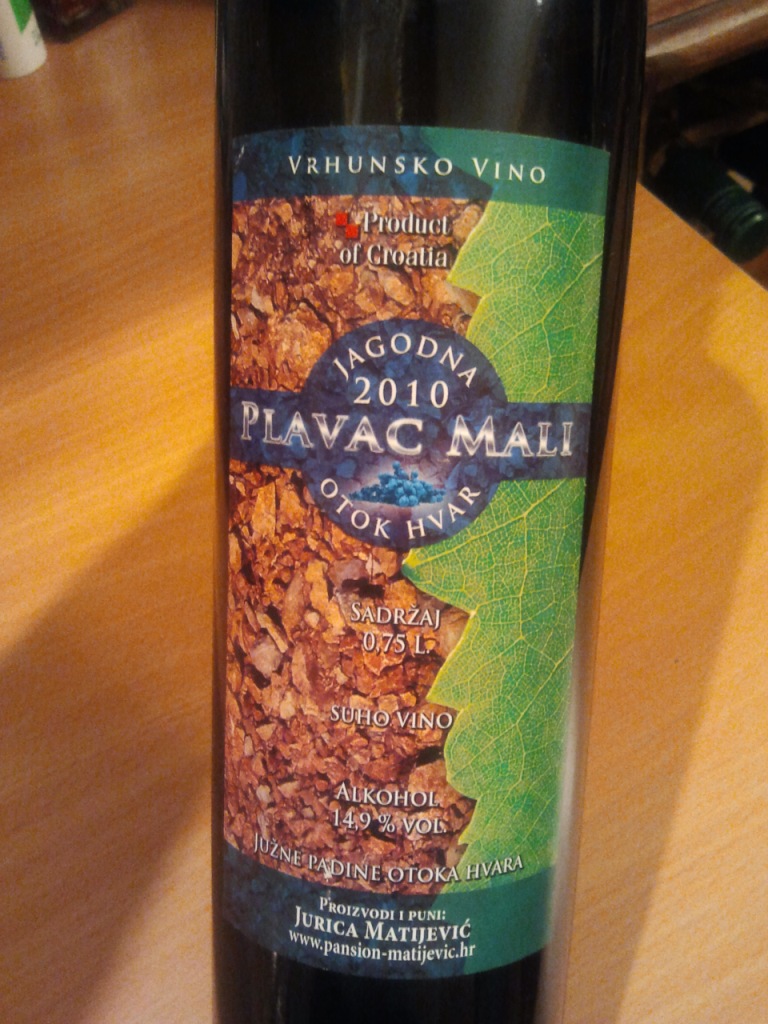 VRHUNSKO VINO
Product
of Croatia
JAGODNA
2010
PLAVAC MALI
OTOK HVAR
SADRŽAJ
0,75 L.
SUHO VINO
ALKOHOL
14,9 % VOL.
JUŽNE PADINE OTOKA HVARA
PROIZVODI I PUNI:
JURICA MATIJEVIĆ
www.pansion-matijevic.hr